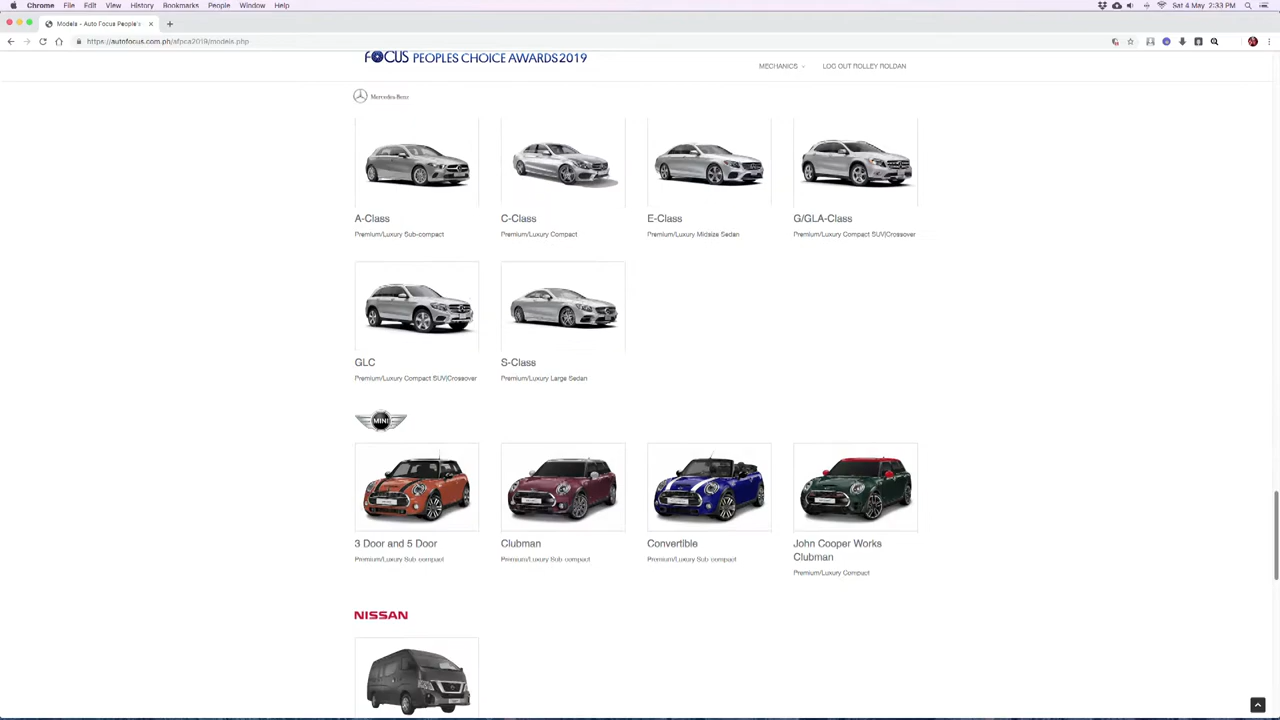 Chrome File Edit View History Bookmarks People Window Help Sat 4 May 2:33 PM
Models - Auto Focus People's
https://autofocus.com.ph/afpca2019/models.php
FOCUS PEOPLES CHOICE AWARDS 2019
MECHANICS LOG OUT ROLLEY ROLDAN
Mercedes-Benz
A-Class C-Class E-Class G/GLA-Class
Premium/Luxury Sub-compact Premium/Luxury Compact Premium/Luxury Midsize Sedan Premium/Luxury Compact SUV|Crossover
GLC S-Class
Premium/Luxury Compact SUV|Crossover Premium/Luxury Large Sedan
MINI
3 Door and 5 Door Clubman Convertible John Cooper Works
Clubman
Premium/Luxury Sub-compact Premium/Luxury Sub-compact Premium/Luxury Sub-compact
Premium/Luxury Compact
NISSAN